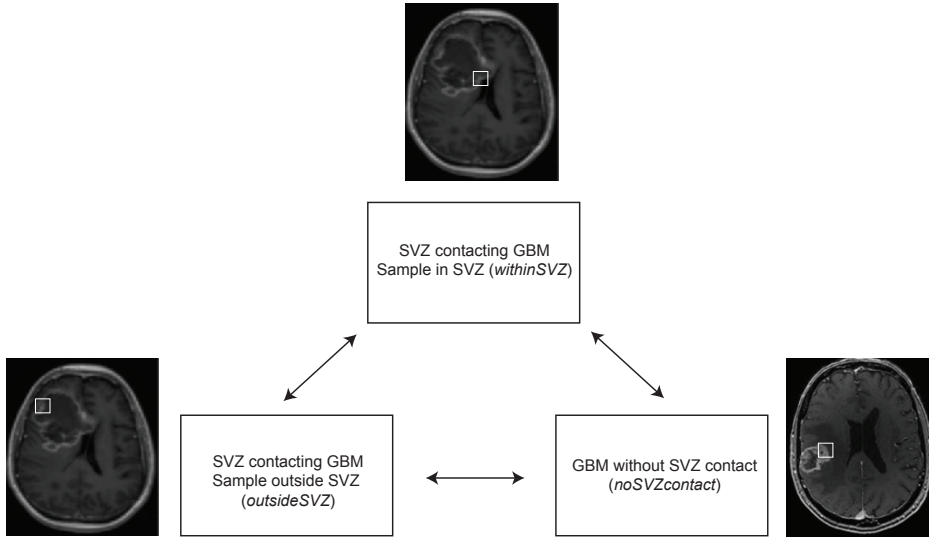 SVZ contacting GBM
Sample in SVZ (withinSVZ)
SVZ contacting GBM
Sample outside SVZ
(outsideSVZ)
GBM without SVZ contact
(noSVZcontact)